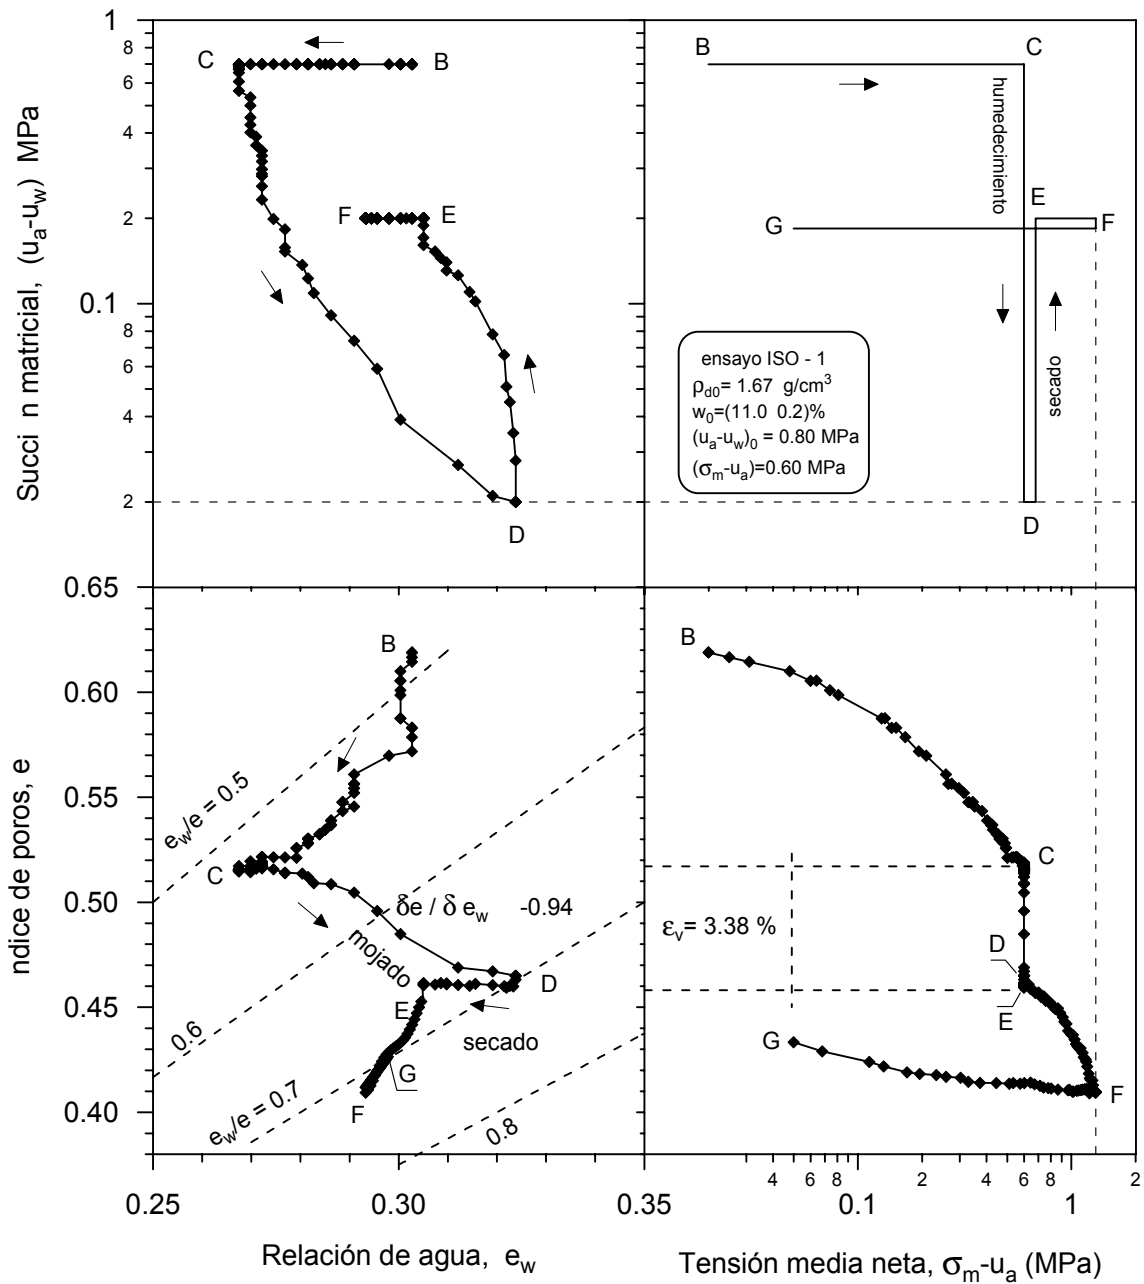 Succi n matricial, (ua-uw) MPa
1
8
6
4
2
0.1
8
6
4
2
C
B
F
E
D
B
C
humedecimiento
E
G
F
secado
D
ensayo ISO - 1
ρd0= 1.67 g/cm3
w0=(11.0 0.2)%
(ua-uw)0 = 0.80 MPa
(σm-ua)=0.60 MPa
ndice de poros, e
0.65
0.60
0.55
0.50
0.45
0.40
B
ew/e = 0.5
C
δe / δ ew -0.94
mojado
D
E
secado
0.6
G
ew/e = 0.7
F
0.8
B
C
εv= 3.38 %
D
E
G
F
0.25
0.30
0.35
4
6
8
0.1
2
4
6
8
1
2
Relación de agua, ew
Tensión media neta, σm-ua (MPa)